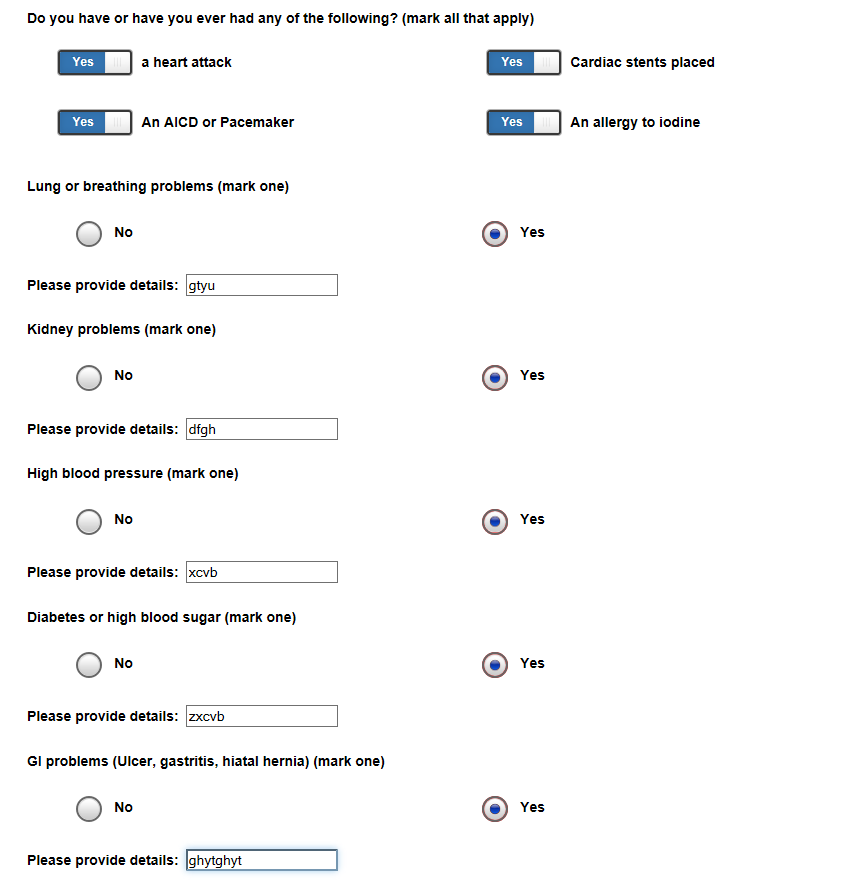 Do you have or have you ever had any of the following? (mark all that apply)
Yes a heart attack Yes Cardiac stents placed
Yes An AICD or Pacemaker Yes An allergy to iodine
Lung or breathing problems (mark one)
No Yes
Please provide details: gtyu
Kidney problems (mark one)
No Yes
Please provide details: dfgh
High blood pressure (mark one)
No Yes
Please provide details: xcvb
Diabetes or high blood sugar (mark one)
No Yes
Please provide details: zxcvb
GI problems (Ulcer, gastritis, hiatal hernia) (mark one)
No Yes
Please provide details: ghytghyt